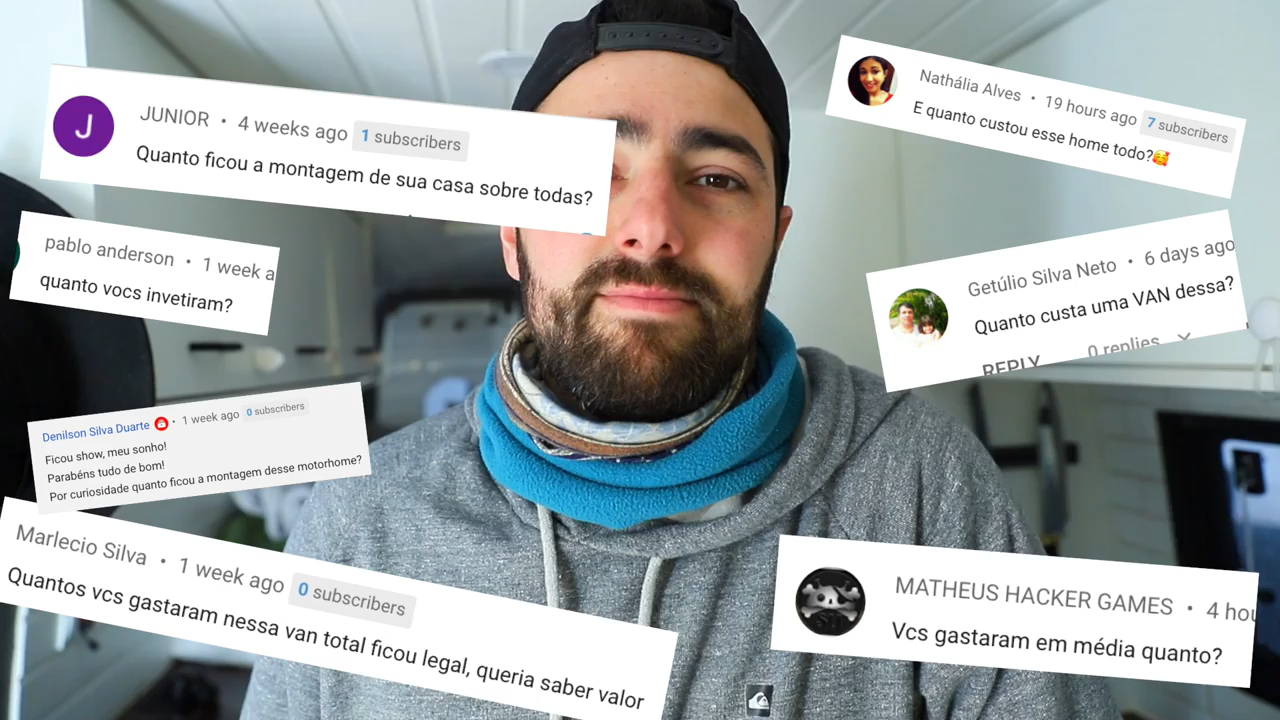 J
JUNIOR • 4 weeks ago 1 subscribers
Quanto ficou a montagem de sua casa sobre todas?
Nathália Alves • 19 hours ago 7 subscribers
E quanto custou esse home todo?🥰
pablo anderson • 1 week a
quanto vocs invetiram?
Getúlio Silva Neto • 6 days ago
Quanto custa uma VAN dessa?
REPLY 0 replies
Denilson Silva Duarte • 1 week ago 0 subscribers
Ficou show, meu sonho!
Parabéns tudo de bom!
Por curiosidade quanto ficou a montagem desse motorhome?
Marlecio Silva • 1 week ago 0 subscribers
Quantos vcs gastaram nessa van total ficou legal, queria saber valor
MATHEUS HACKER GAMES • 4 hou
Vcs gastaram em média quanto?